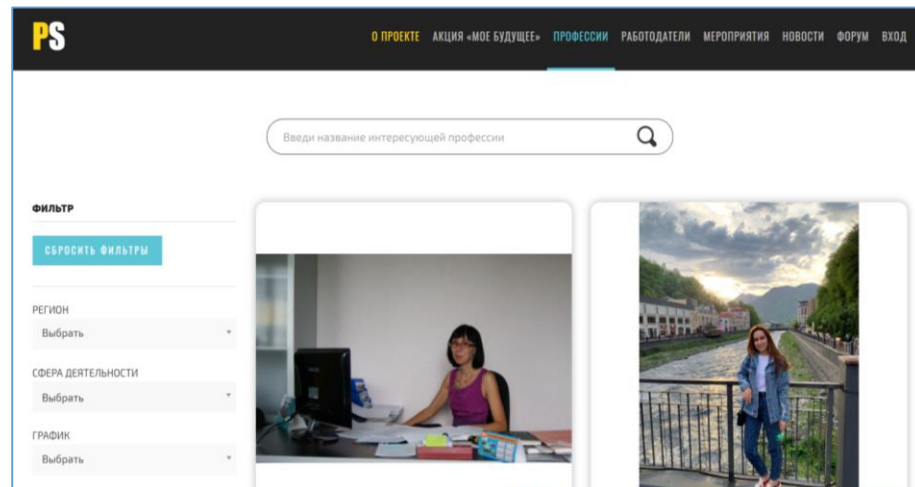 PS
О ПРОЕКТЕ АКЦИЯ «МОЕ БУДУЩЕЕ» ПРОФЕССИИ РАБОТОДАТЕЛИ МЕРОПРИЯТИЯ НОВОСТИ ФОРУМ ВХОД
Введи название интересующей профессии
ФИЛЬТР
СБРОСИТЬ ФИЛЬТРЫ
РЕГИОН
Выбрать
СФЕРА ДЕЯТЕЛЬНОСТИ
Выбрать
ГРАФИК
Выбрать